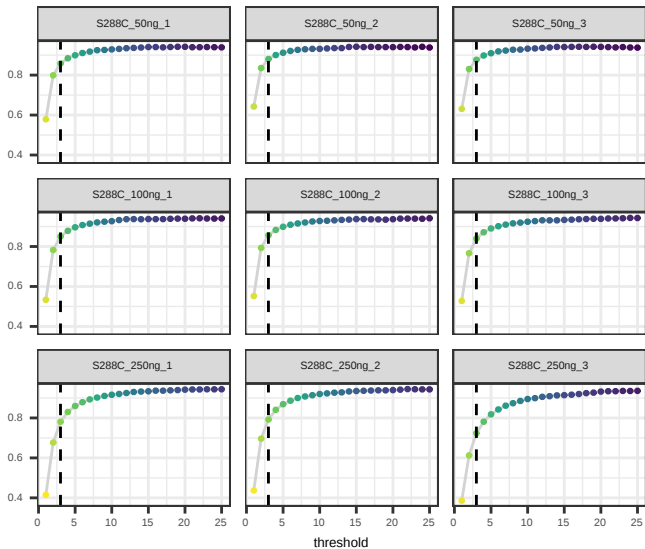 S288C_50ng_1 S288C_50ng_2 S288C_50ng_3
0.8
0.6
0.4
S288C_100ng_1 S288C_100ng_2 S288C_100ng_3
0.8
0.6
0.4
S288C_250ng_1 S288C_250ng_2 S288C_250ng_3
0.8
0.6
0.4
0 5 10 15 20 25 0 5 10 15 20 25 0 5 10 15 20 25
threshold